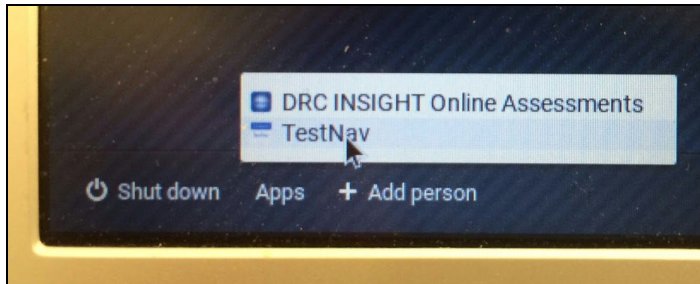 DRC INSIGHT Online Assessments
TestNav
Shut down Apps + Add person